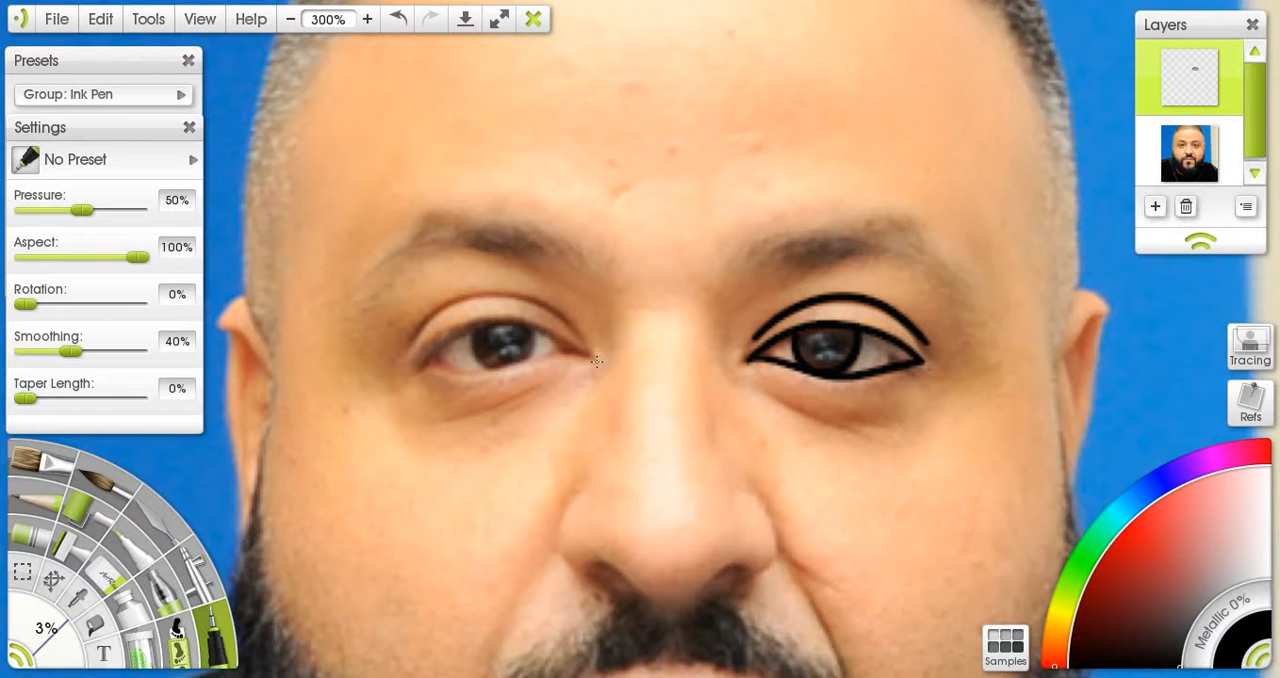 File Edit Tools View Help − 300% +
Presets
Group: Ink Pen
Settings
No Preset
Pressure: 50%
Aspect: 100%
Rotation: 0%
Smoothing: 40%
Taper Length: 0%
3%
T
Layers
Tracing
Refs
Samples
Metallic 0%